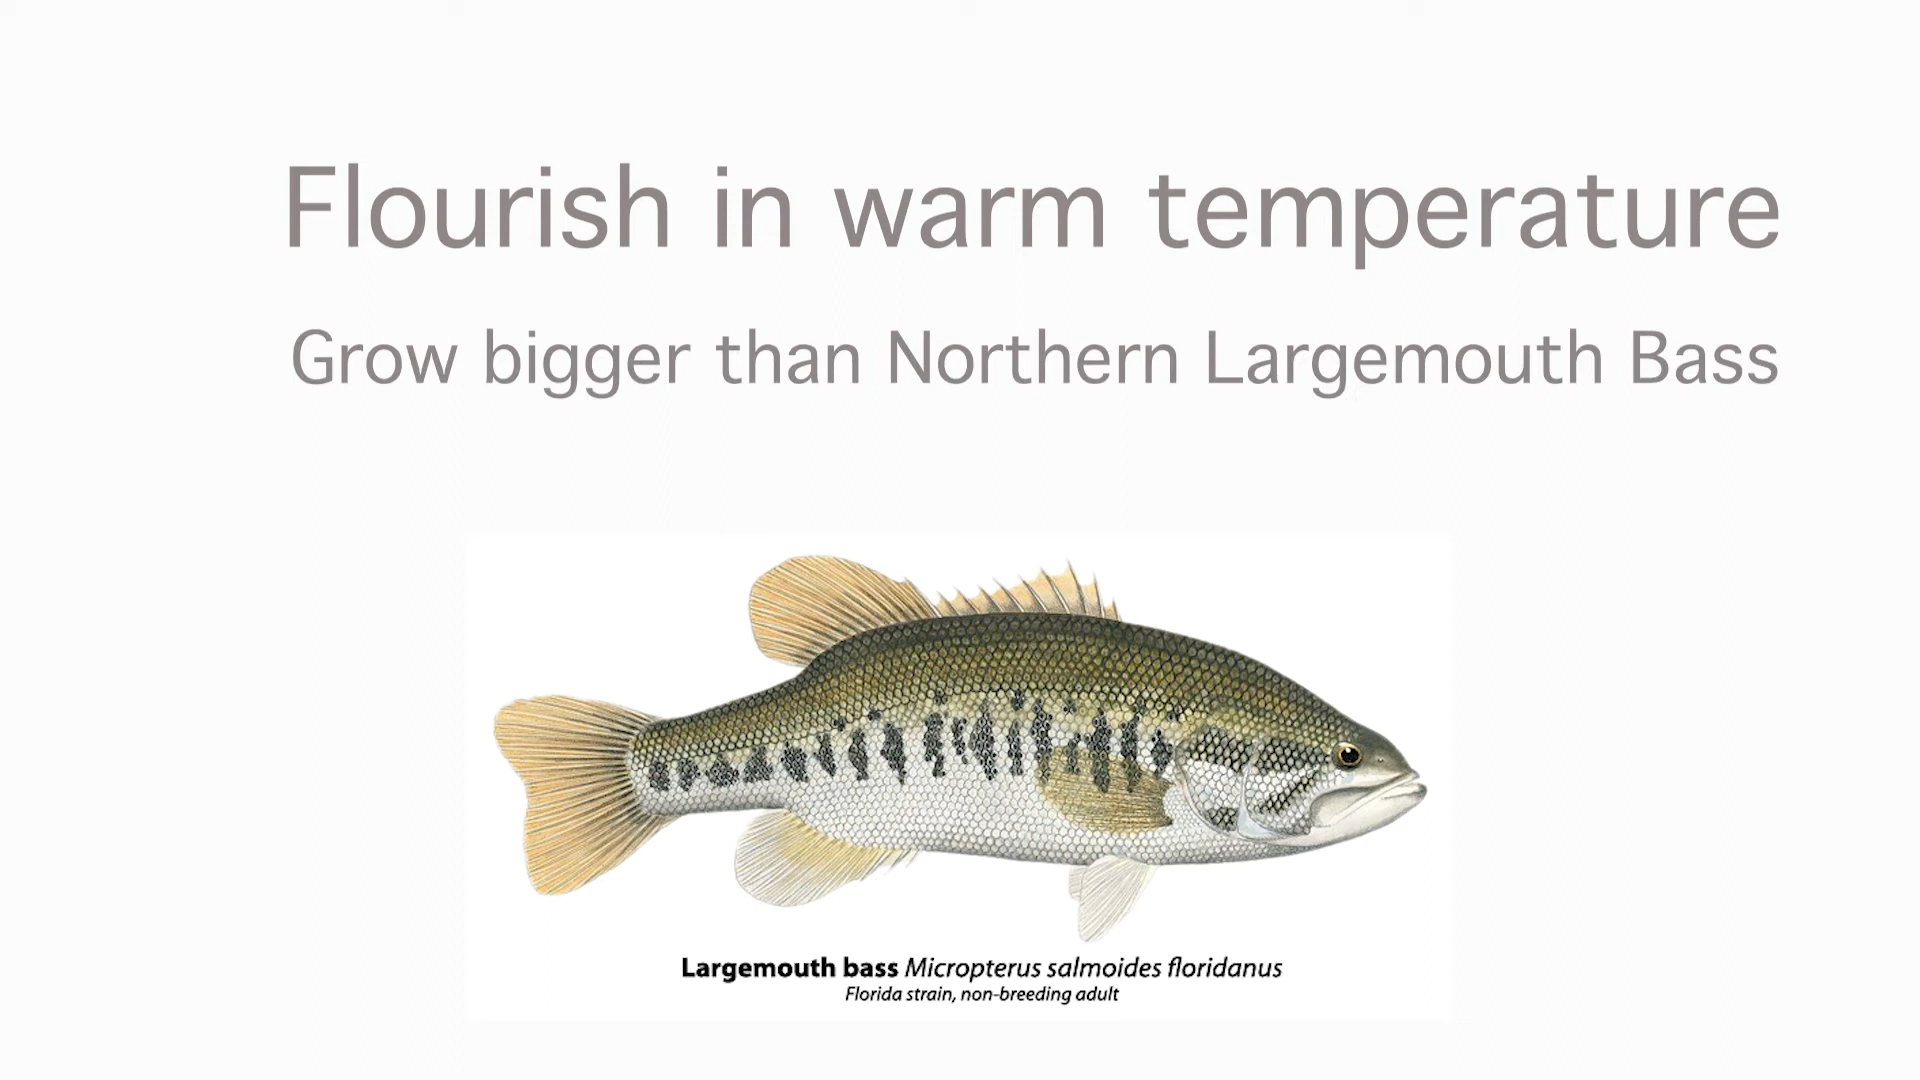 Flourish in warm temperature
Grow bigger than Northern Largemouth Bass
Largemouth bass Micropterus salmoides floridanus
Florida strain, non-breeding adult